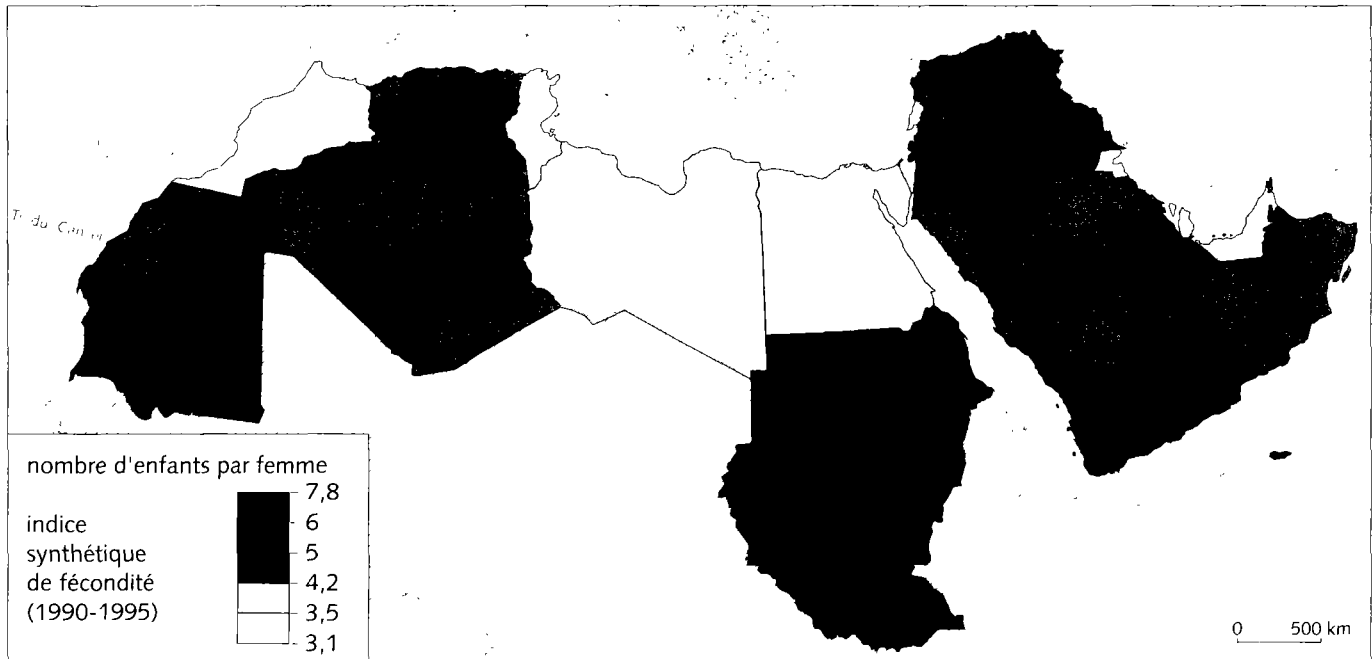 nombre d'enfants par femme
indice
synthétique
de fécondité
(1990-1995)
7,8
6
5
4,2
3,5
3,1
0 500 km